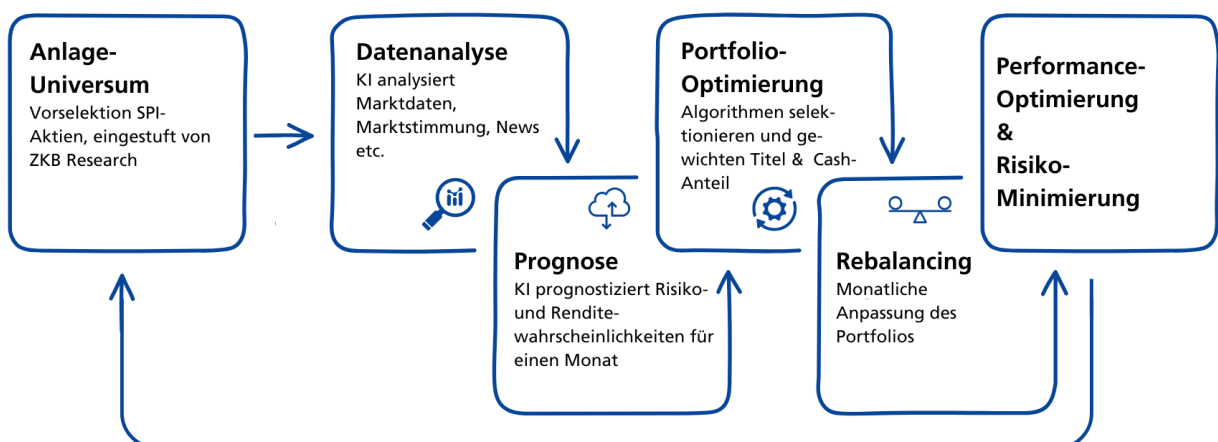 Anlage-
Universum
Vorselektion SPI-
Aktien, eingestuft von
ZKB Research
Datenanalyse
KI analysiert
Marktdaten,
Marktstimmung, News
etc.
Prognose
KI prognostiziert Risiko-
und Rendite-
wahrscheinlichkeiten für
einen Monat
Portfolio-
Optimierung
Algorithmen selek-
tionieren und ge-
wichten Titel & Cash-
Anteil
Rebalancing
Monatliche
Anpassung des
Portfolios
Performance-
Optimierung
&
Risiko-
Minimierung